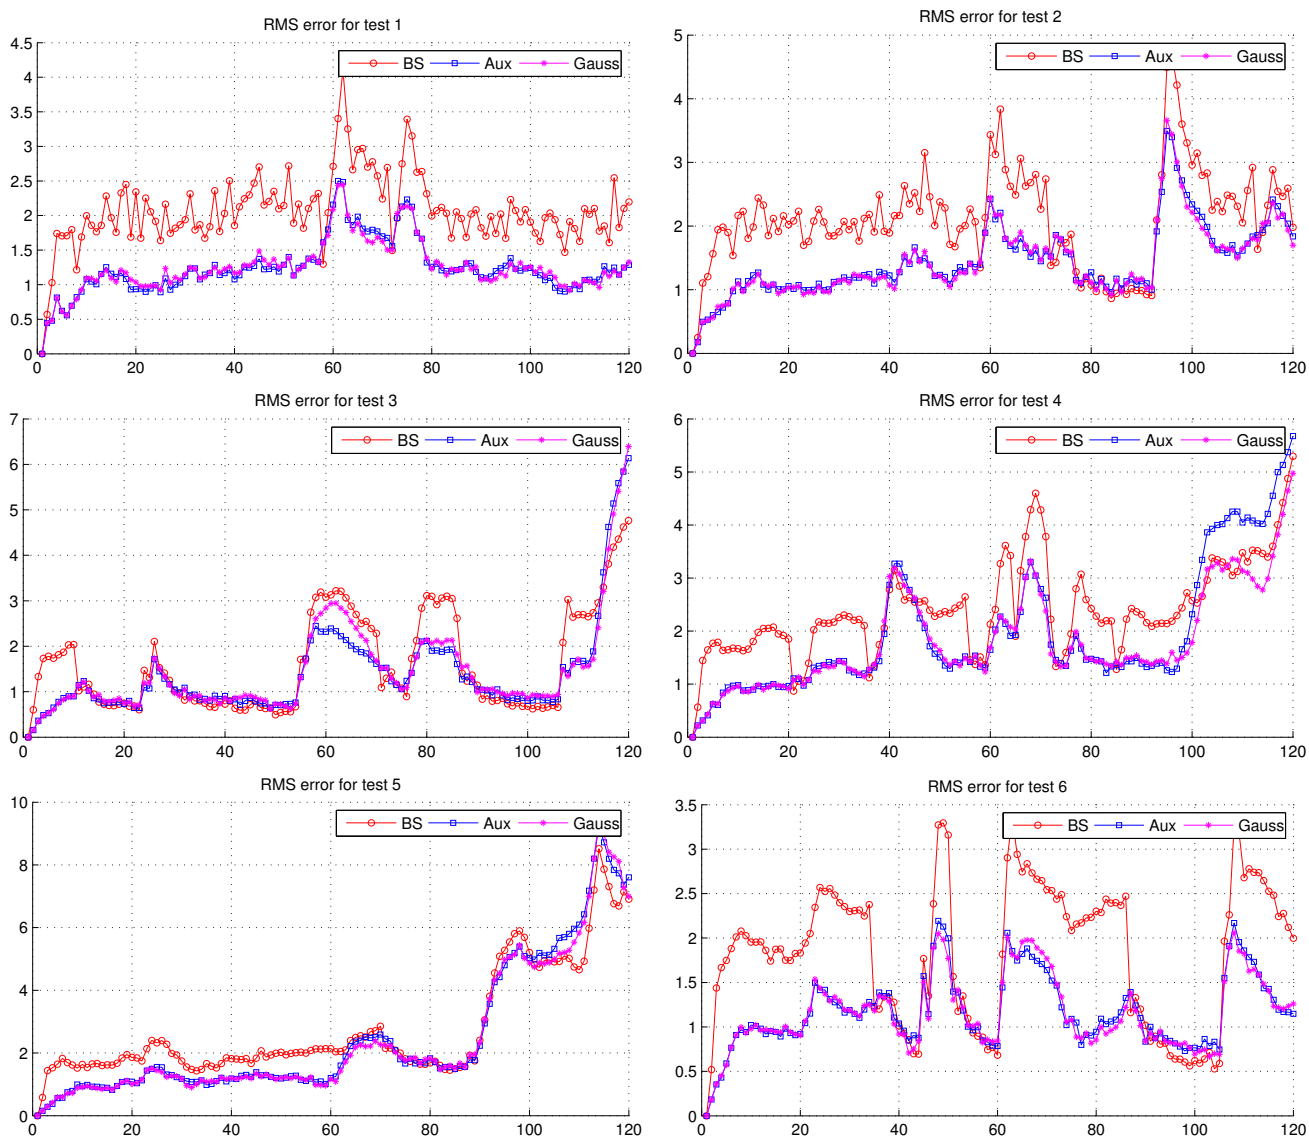 RMS error for test 1
BS Aux Gauss
4.5
4
3.5
3
2.5
2
1.5
1
0.5
0
0 20 40 60 80 100 120
RMS error for test 2
BS Aux Gauss
5
4
3
2
1
0
0 20 40 60 80 100 120
RMS error for test 3
BS Aux Gauss
7
6
5
4
3
2
1
0
0 20 40 60 80 100 120
RMS error for test 4
BS Aux Gauss
6
5
4
3
2
1
0
0 20 40 60 80 100 120
RMS error for test 5
BS Aux Gauss
10
8
6
4
2
0
0 20 40 60 80 100 120
RMS error for test 6
BS Aux Gauss
3.5
3
2.5
2
1.5
1
0.5
0
0 20 40 60 80 100 120